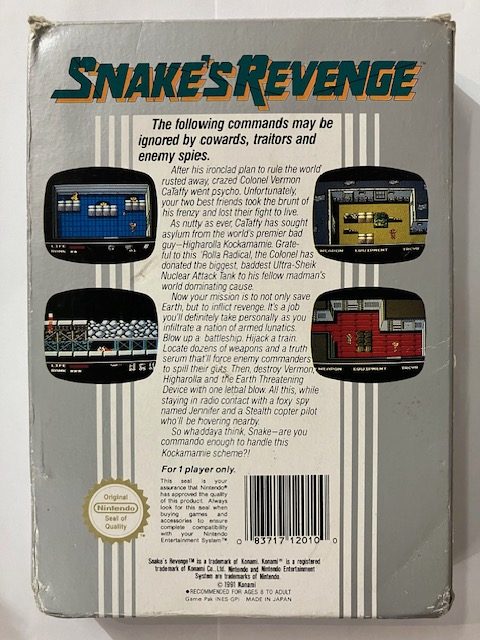 SNAKE'S REVENGE™
The following commands may be
ignored by cowards, traitors and
enemy spies.
After his ironclad plan to rule the world
rusted away, crazed Colonel Vermon
CaTaffy went psycho. Unfortunately,
your two best friends took the brunt of
his frenzy and lost their fight to live.
As nutty as ever, CaTaffy has sought
asylum from the world's premier bad
guy—Higharolla Kockamamie. Grate-
ful to this 'Rolla Radical, the Colonel has
donated the biggest, baddest Ultra-Sheik
Nuclear Attack Tank to his fellow madman's
world dominating cause.
Now your mission is to not only save
Earth, but to inflict revenge. It's a job
you'll definitely take personally as you
infiltrate a nation of armed lunatics.
Blow up a battleship. Hijack a train.
Locate dozens of weapons and a truth
serum that'll force enemy commanders
to spill their guts. Then, destroy Vermon,
Higharolla and the Earth Threatening
Device with one lethal blow. All this, while
staying in radio contact with a foxy spy
named Jennifer and a Stealth copter pilot
who'll be hovering nearby.
So whaddaya think, Snake—are you
commando enough to handle this
Kockamamie scheme?!
For 1 player only.
This seal is your
assurance that Nintendo®
has approved the quality
of this product. Always
look for this seal when
buying games and
accessories to ensure
complete compatibility
with your Nintendo
Entertainment System™.
Original
Nintendo
Seal of
Quality
0 83717 12010 0
Snake's Revenge™ is a trademark of Konami. Konami® is a registered
trademark of Konami Co., Ltd. Nintendo and Nintendo Entertainment
System are trademarks of Nintendo.
© 1991 Konami
• RECOMMENDED FOR AGES 8 TO ADULT
Game Pak (NES-GP) MADE IN JAPAN
LIFE
LIFE
WEAPON EQUIPMENT
WEAPON EQUIPMENT